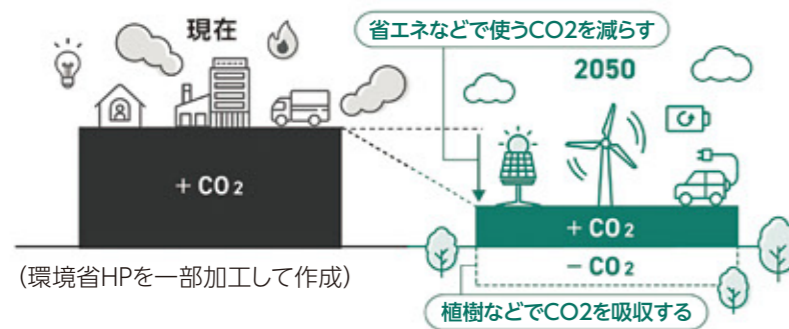 現在
省エネなどで使うCO2を減らす
2050
+ CO2
+ CO2
- CO2
(環境省HPを一部加工して作成)
植樹などでCO2を吸収する